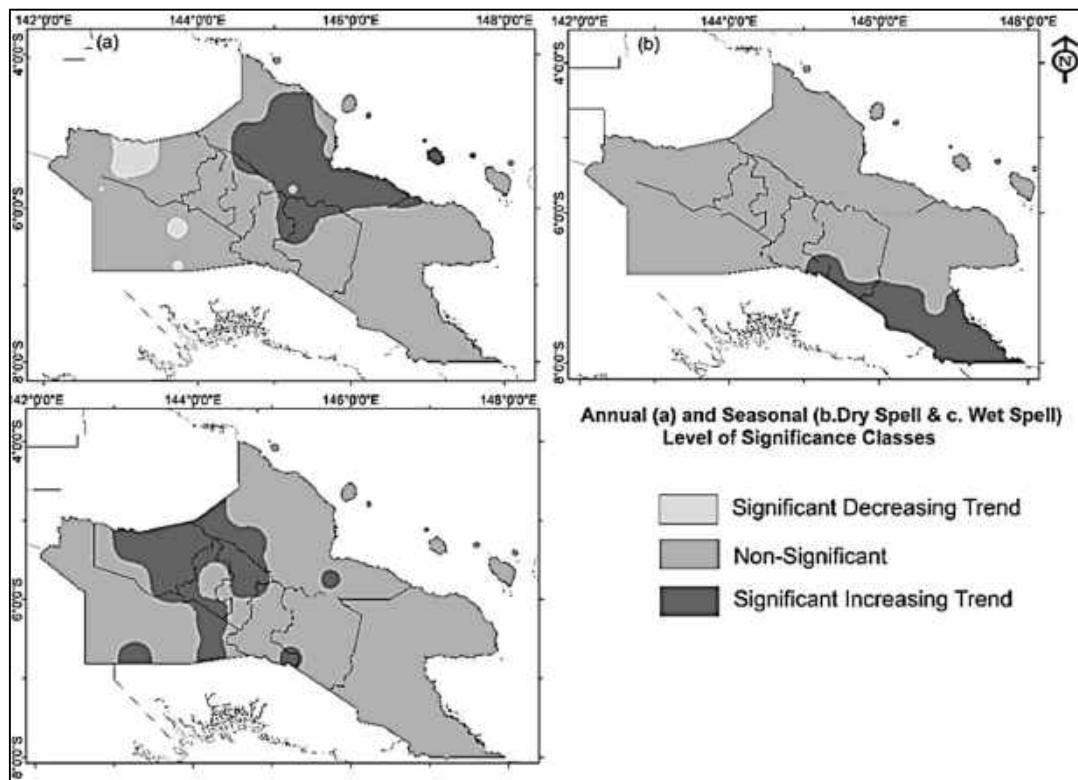 142°0'0"E 144°0'0"E 146°0'0"E 148°0'0"E
(a)
4°0'0"S
6°0'0"S
8°0'0"S
142°0'0"E 144°0'0"E 146°0'0"E 148°0'0"E
(b)
4°0'0"S
6°0'0"S
8°0'0"S
N
142°0'0"E 144°0'0"E 146°0'0"E 148°0'0"E
4°0'0"S
6°0'0"S
8°0'0"S
Annual (a) and Seasonal (b.Dry Spell & c. Wet Spell)
Level of Significance Classes
Significant Decreasing Trend
Non-Significant
Significant Increasing Trend